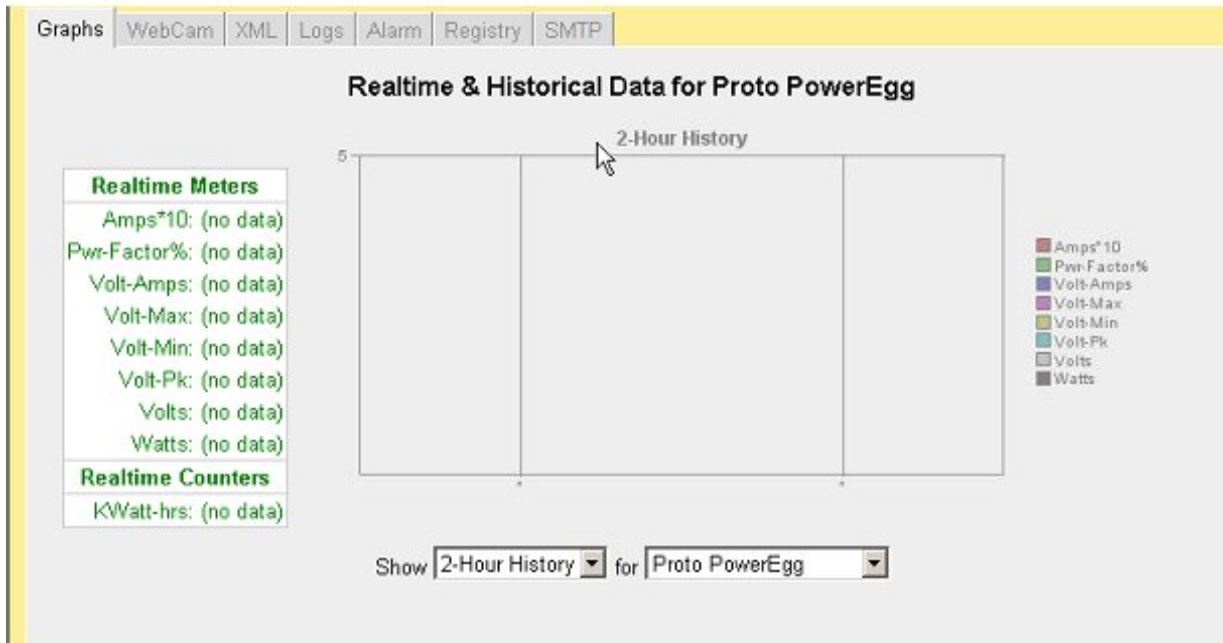 Graphs WebCam XML Logs Alarm Registry SMTP
Realtime & Historical Data for Proto PowerEgg
2-Hour History
5
Realtime Meters
Amps*10: (no data)
Pwr-Factor%: (no data)
Volt-Amps: (no data)
Volt-Max: (no data)
Volt-Min: (no data)
Volt-Pk: (no data)
Volts: (no data)
Watts: (no data)
Realtime Counters
KWatt-hrs: (no data)
Amps*10
Pwr-Factor%
Volt-Amps
Volt-Max
Volt-Min
Volt-Pk
Volts
Watts
Show 2-Hour History for Proto PowerEgg